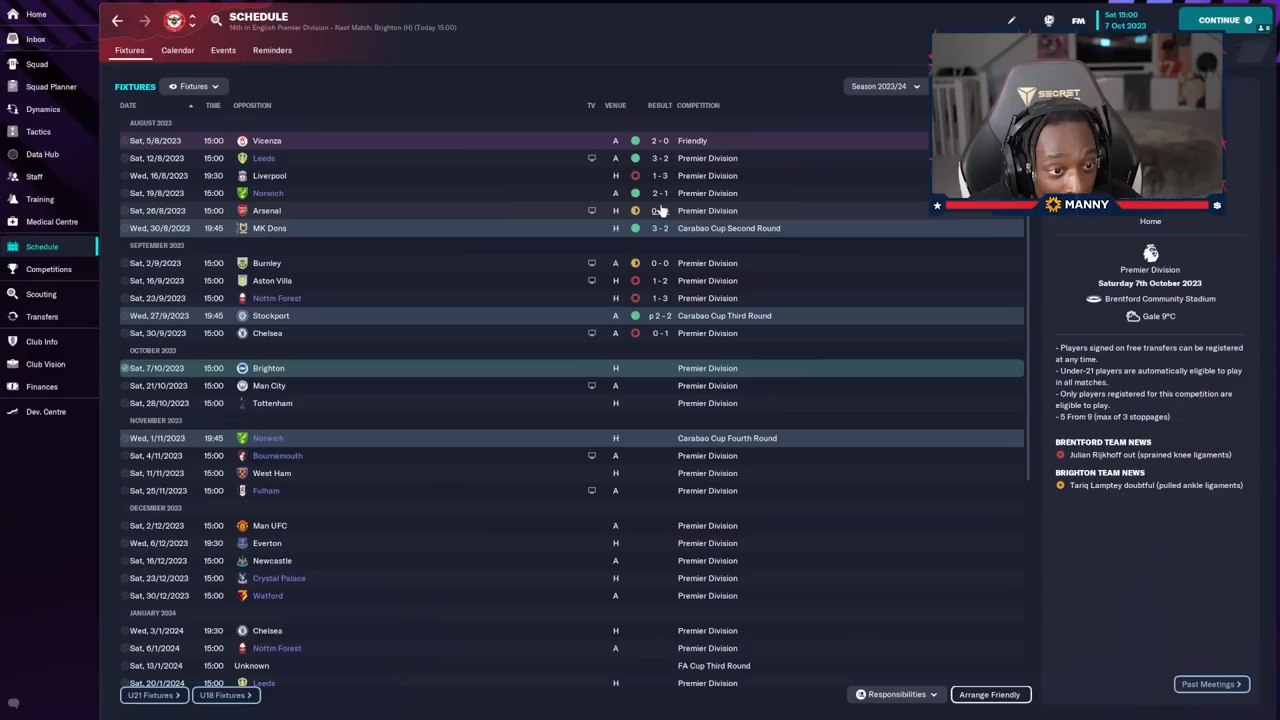 Home
Inbox
Squad
Squad Planner
Dynamics
Tactics
Data Hub
Staff
Training
Medical Centre
Schedule
Competitions
Scouting
Transfers
Club Info
Club Vision
Finances
Dev. Centre
SCHEDULE
14th in English Premier Division - Next Match: Brighton (H) (Today 15:00)
FM
Sat 15:00
7 Oct 2023
CONTINUE
8
Fixtures Calendar Events Reminders
FIXTURES Fixtures Season 2023/24
DATE TIME OPPOSITION TV VENUE RESULT COMPETITION
AUGUST 2023
Sat, 5/8/2023 15:00 Vicenza A 2 - 0 Friendly
Sat, 12/8/2023 15:00 Leeds A 3 - 2 Premier Division
Wed, 16/8/2023 19:30 Liverpool H 1 - 3 Premier Division
Sat, 19/8/2023 15:00 Norwich A 2 - 1 Premier Division
Sat, 26/8/2023 15:00 Arsenal H Premier Division
Wed, 30/8/2023 19:45 MK Dons H 3 - 2 Carabao Cup Second Round
SEPTEMBER 2023
Sat, 2/9/2023 15:00 Burnley A 0 - 0 Premier Division
Sat, 16/9/2023 15:00 Aston Villa H 1 - 2 Premier Division
Sat, 23/9/2023 15:00 Nottm Forest H 1 - 3 Premier Division
Wed, 27/9/2023 19:45 Stockport A p 2 - 2 Carabao Cup Third Round
Sat, 30/9/2023 15:00 Chelsea A 0 - 1 Premier Division
OCTOBER 2023
Sat, 7/10/2023 15:00 Brighton H Premier Division
Sat, 21/10/2023 15:00 Man City A Premier Division
Sat, 28/10/2023 15:00 Tottenham H Premier Division
NOVEMBER 2023
Wed, 1/11/2023 19:45 Norwich H Carabao Cup Fourth Round
Sat, 4/11/2023 15:00 Bournemouth A Premier Division
Sat, 11/11/2023 15:00 West Ham H Premier Division
Sat, 25/11/2023 15:00 Fulham A Premier Division
DECEMBER 2023
Sat, 2/12/2023 15:00 Man UFC A Premier Division
Wed, 6/12/2023 19:30 Everton H Premier Division
Sat, 16/12/2023 15:00 Newcastle A Premier Division
Sat, 23/12/2023 15:00 Crystal Palace H Premier Division
Sat, 30/12/2023 15:00 Watford A Premier Division
JANUARY 2024
Wed, 3/1/2024 19:30 Chelsea H Premier Division
Sat, 6/1/2024 15:00 Nottm Forest A Premier Division
Sat, 13/1/2024 15:00 Unknown FA Cup Third Round
Sat, 20/1/2024 15:00 Leeds H Premier Division
U21 Fixtures U18 Fixtures Responsibilities Arrange Friendly
SECRET
MANNY
Home
Premier Division
Saturday 7th October 2023
Brentford Community Stadium
Gale 9°C
- Players signed on free transfers can be registered
at any time.
- Under-21 players are automatically eligible to play
in all matches.
- Only players registered for this competition are
eligible to play.
- 5 From 9 (max of 3 stoppages)
BRENTFORD TEAM NEWS
Julian Rijkhoff out (sprained knee ligaments)
BRIGHTON TEAM NEWS
Tariq Lamptey doubtful (pulled ankle ligaments)
Past Meetings